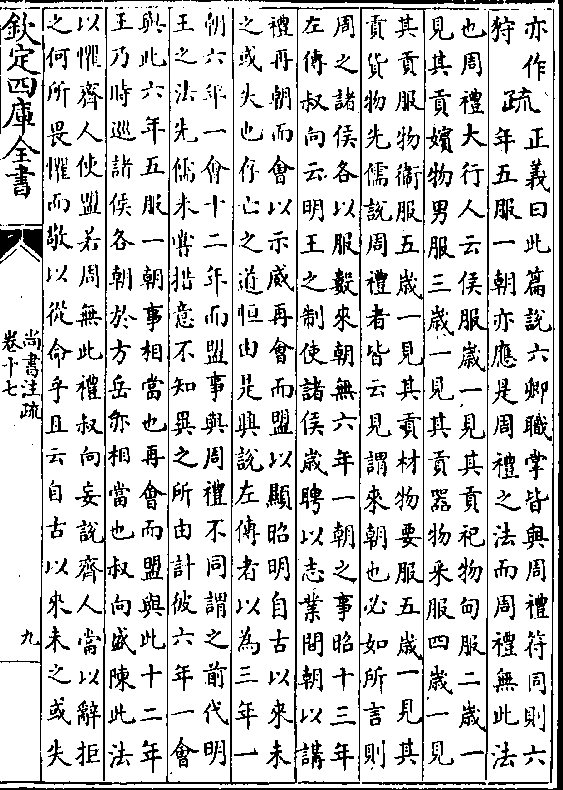 亦作
狩
疏
正義曰此篇說六卿職掌皆與周禮符同則六
年五服一朝亦應是周禮之法而周禮無此法
也周禮大行人云侯服歳一見其貢祀物甸服二歳一
見其貢嬪物男服三歳一見其貢器物采服四歳一見
其貢服物衞服五歳一見其貢材物要服五歳一見其
貢貨物先儒說周禮者皆云見謂來朝也必如所言則
周之諸侯各以服數來朝無六年一朝之事昭十三年
左傳叔向云明王之制使諸侯歳聘以志業間朝以講
禮再朝而會以示威再會而盟以顯昭明自古以來未
之或失也存亡之道恒由是興說左傳者以為三年一
朝六年一會十二年而盟事與周禮不同謂之前代明
王之法先儒未嘗措意不知異之所由計彼六年一會
與此六年五服一朝事相當也再會而盟與此十二年
王乃時巡諸侯各朝於方岳亦相當也叔向盛陳此法
以懼齊人使盟若周無此禮叔向妄說齊人當以辭拒
之何所畏懼而敬以從命乎且云自古以來未之或失
欽定四庫全書
尚書注疏
卷十七
九